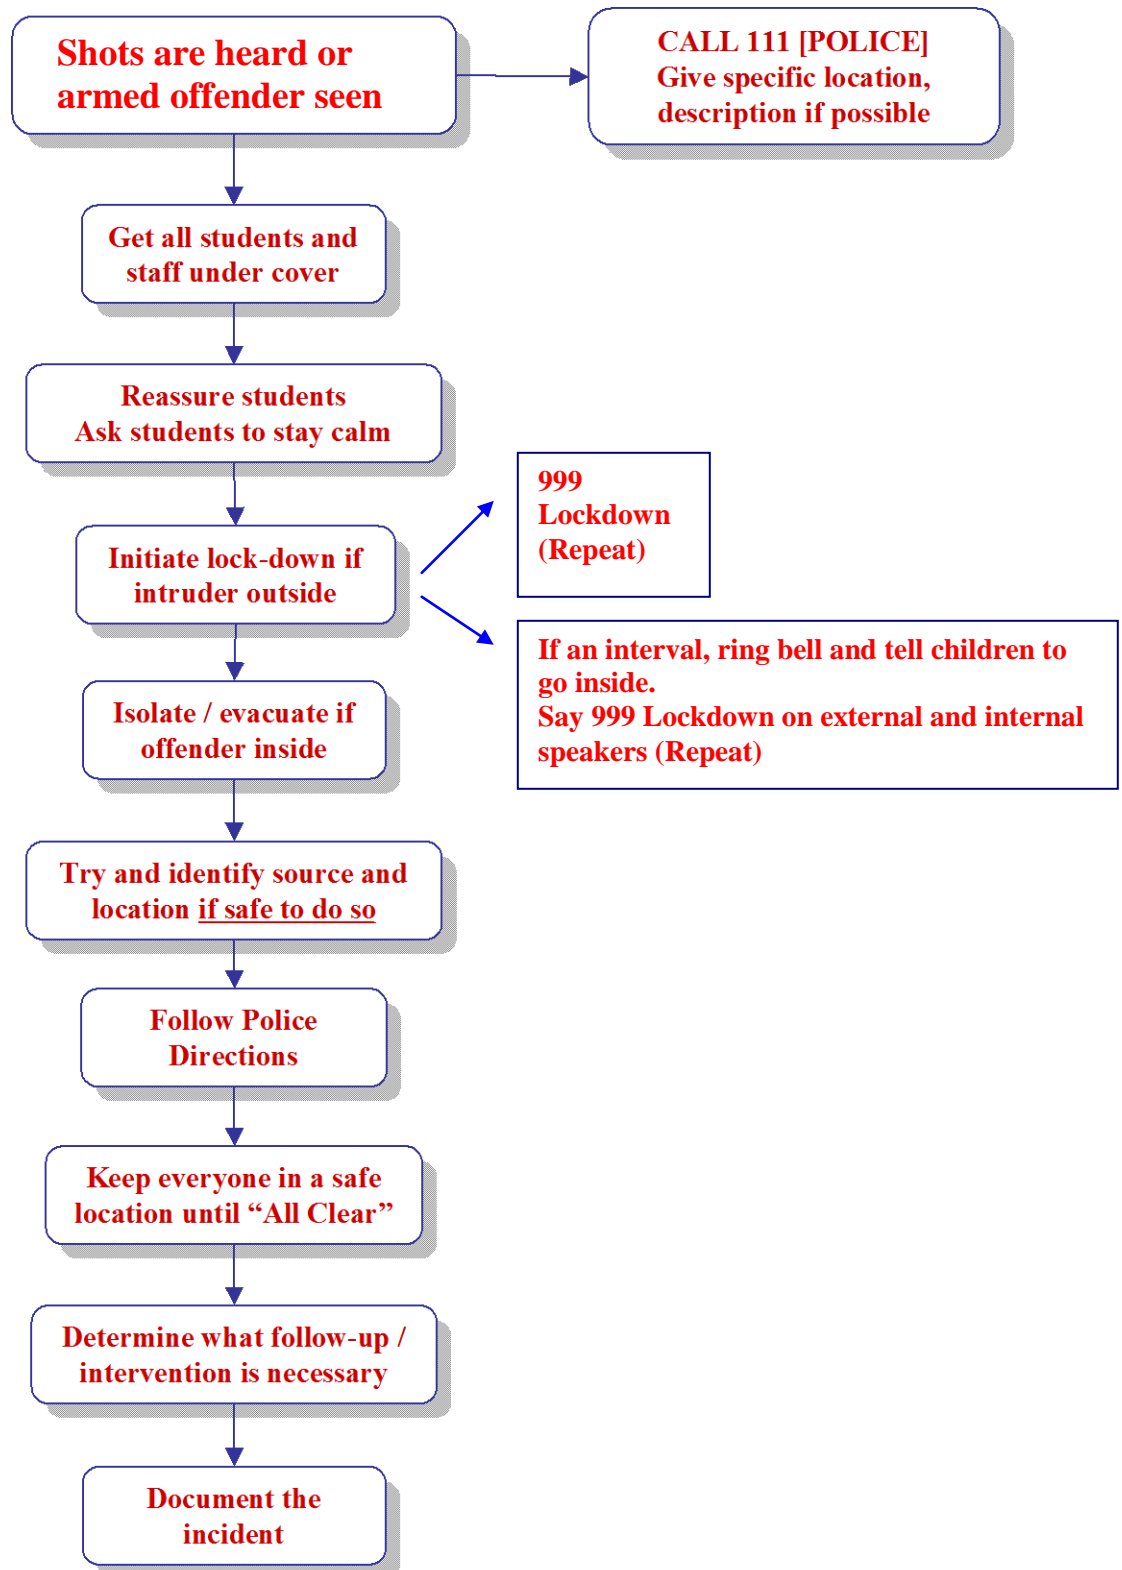 Shots are heard or
armed offender seen
CALL 111 [POLICE]
Give specific location,
description if possible
Get all students and
staff under cover
Reassure students
Ask students to stay calm
999
Lockdown
(Repeat)
Initiate lock-down if
intruder outside
If an interval, ring bell and tell children to
go inside.
Say 999 Lockdown on external and internal
speakers (Repeat)
Isolate / evacuate if
offender inside
Try and identify source and
location if safe to do so
Follow Police
Directions
Keep everyone in a safe
location until “All Clear”
Determine what follow-up /
intervention is necessary
Document the
incident